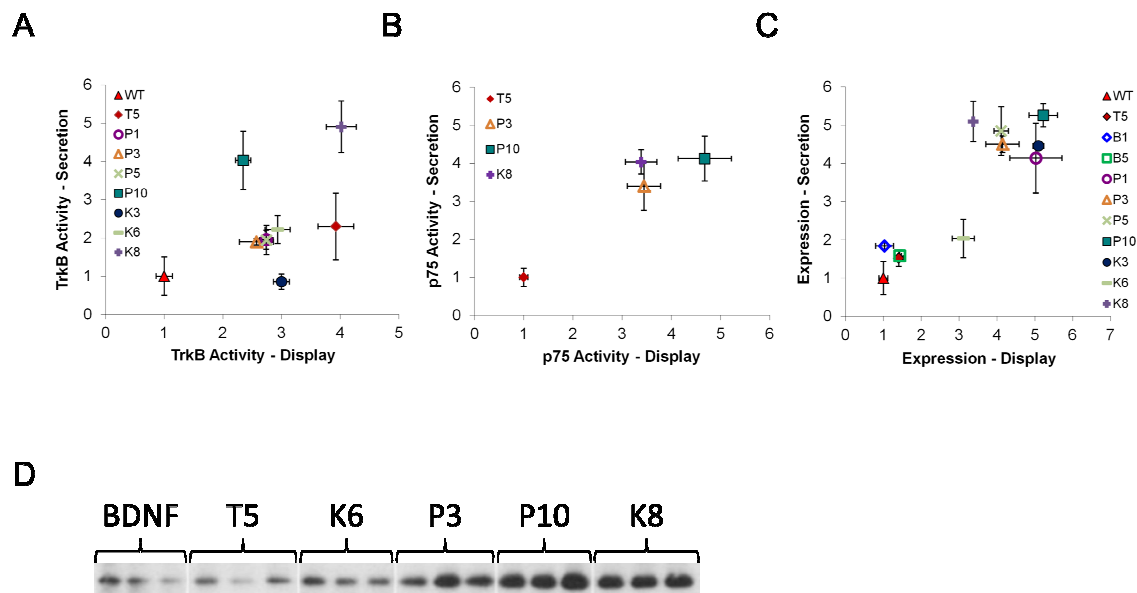 A
B
C
TrkB Activity - Secretion
6
5
4
3
2
1
0
0 1 2 3 4 5
TrkB Activity - Display
WT
T5
P1
P3
P5
P10
K3
K6
K8
p75 Activity - Secretion
6
5
4
3
2
1
0
0 1 2 3 4 5 6
p75 Activity - Display
T5
P3
P10
K8
Expression - Secretion
6
5
4
3
2
1
0
0 1 2 3 4 5 6 7
Expression - Display
WT
T5
B1
B5
P1
P3
P5
P10
K3
K6
K8
D
BDNF T5 K6 P3 P10 K8